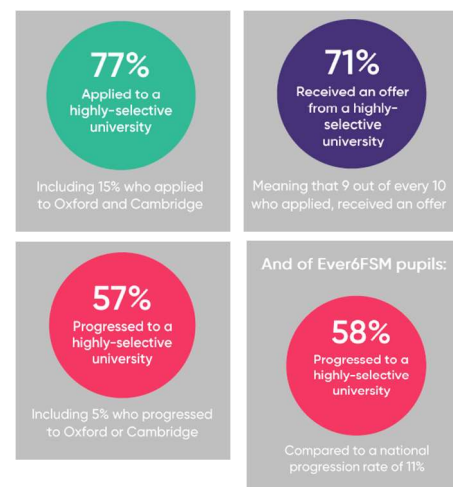 77%
Applied to a
highly-selective
university
Including 15% who applied
to Oxford and Cambridge
71%
Received an offer
from a highly-
selective
university
Meaning that 9 out of every 10
who applied, received an offer
57%
Progressed to a
highly-selective
university
Including 5% who progressed
to Oxford or Cambridge
And of Ever6FSM pupils:
58%
Progressed to a
highly-selective
university
Compared to a national
progression rate of 11%